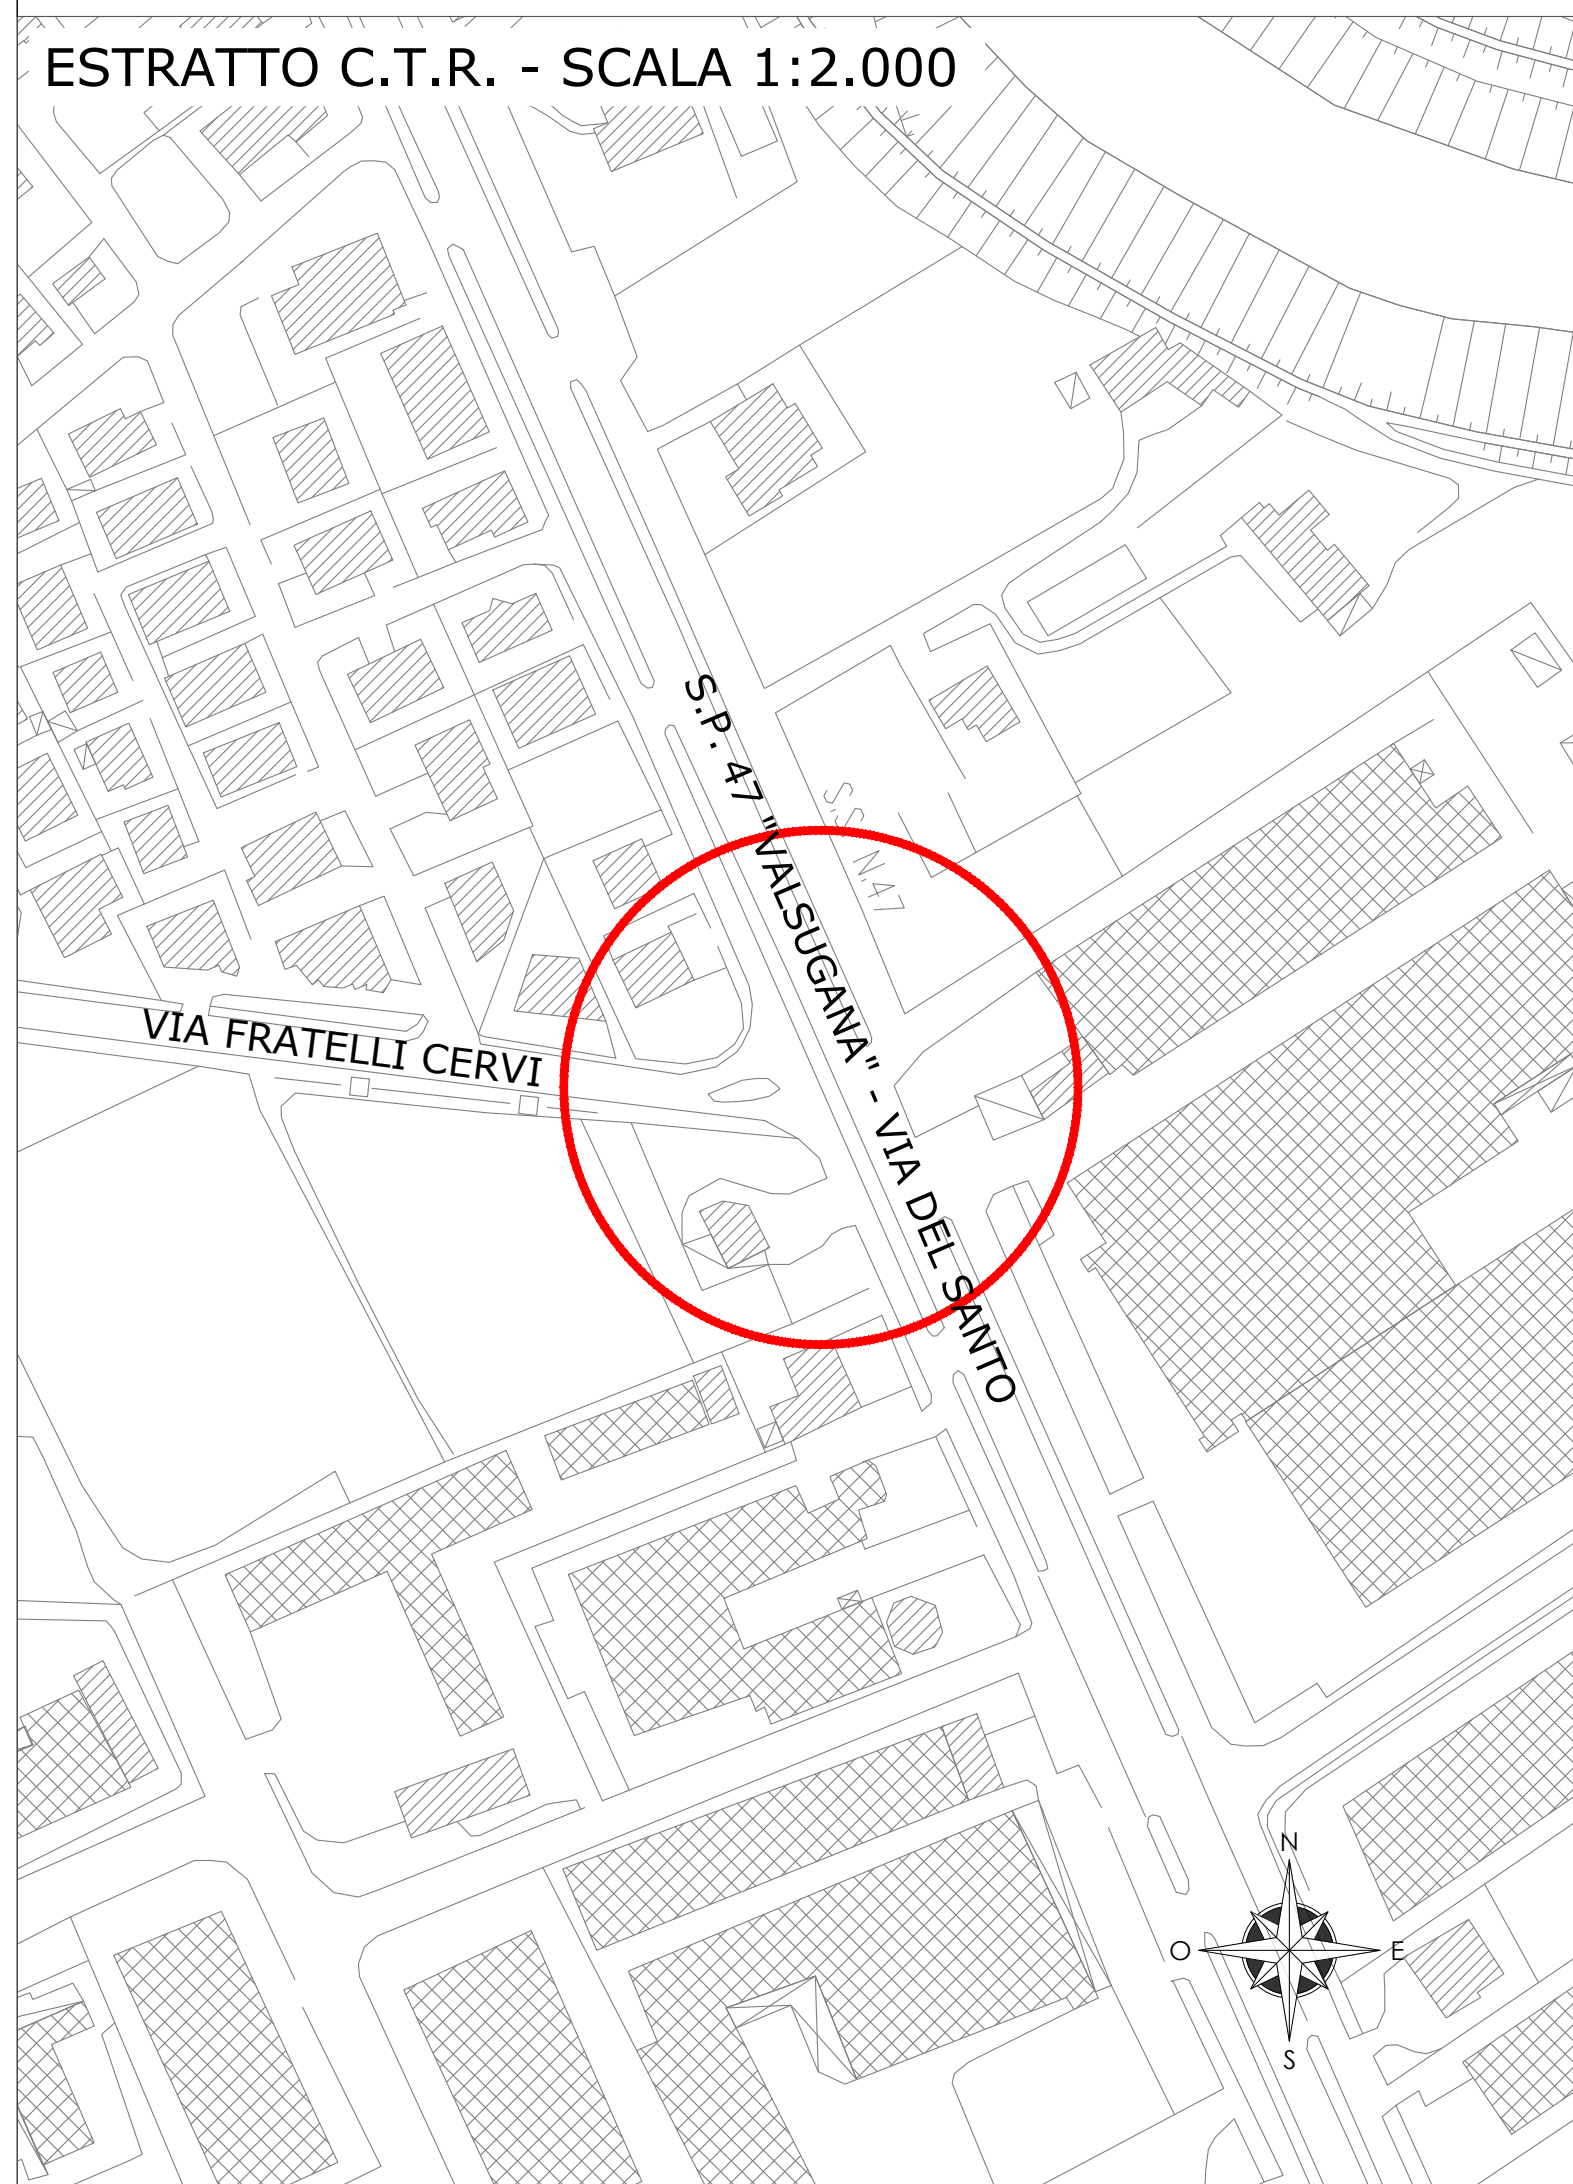 ESTRATTO C.T.R. - SCALA 1:2.000
S.P. 47 "VALSUGANA" - VIA DEL SANTO
S.S. N.47
VIA FRATELLI CERVI
N
O
E
S